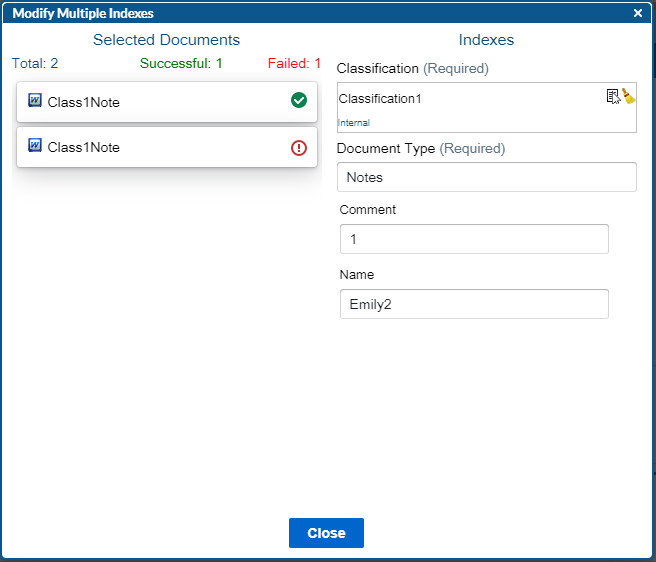 Modify Multiple Indexes
Selected Documents
Total: 2 Successful: 1 Failed: 1
Class1Note
Class1Note
Indexes
Classification (Required)
Classification1
Internal
Document Type (Required)
Notes
Comment
1
Name
Emily2
Close